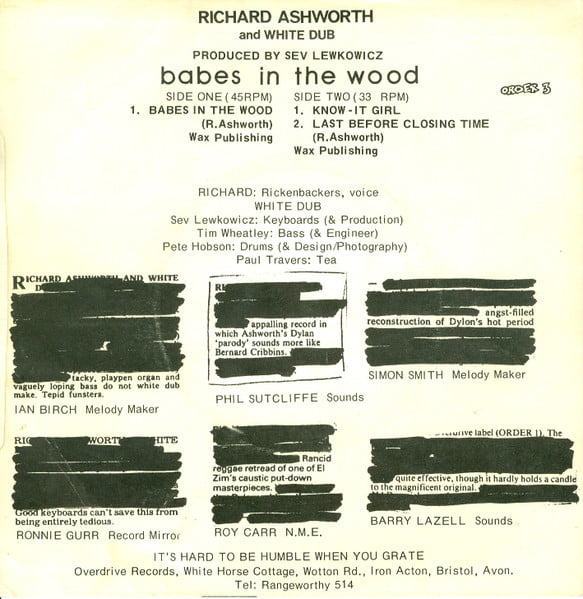 RICHARD ASHWORTH
and WHITE DUB
PRODUCED BY SEV LEWKOWICZ
babes in the wood
ORDER 3
SIDE ONE (45RPM)
1. BABES IN THE WOOD
(R.Ashworth)
Wax Publishing
SIDE TWO (33 RPM)
1. KNOW-IT GIRL
2. LAST BEFORE CLOSING TIME
(R.Ashworth)
Wax Publishing
RICHARD: Rickenbackers, voice
WHITE DUB
Sev Lewkowicz: Keyboards (& Production)
Tim Wheatley: Bass (& Engineer)
Pete Hobson: Drums (& Design/Photography)
Paul Travers: Tea
RICHARD ASHWORTH AND WHITE
tacky, playpen organ and
vaguely loping bass do not white dub
make. Tepid funsters.
IAN BIRCH Melody Maker
appalling record in
which Ashworth's Dylan
'parody' sounds more like
Bernard Cribbins.
PHIL SUTCLIFFE Sounds
angst-filled
reconstruction of Dylon's hot period
SIMON SMITH Melody Maker
Good keyboards can't save this from
being entirely tedious.
RONNIE GURR Record Mirror
Rancid
reggae retread of one of El
Zim's caustic put-down
masterpieces.
ROY CARR N.M.E.
label (ORDER 1). The
quite effective, though it hardly holds a candle
to the magnificent original.
BARRY LAZELL Sounds
IT'S HARD TO BE HUMBLE WHEN YOU GRATE
Overdrive Records, White Horse Cottage, Wotton Rd., Iron Acton, Bristol, Avon.
Tel: Rangeworthy 514